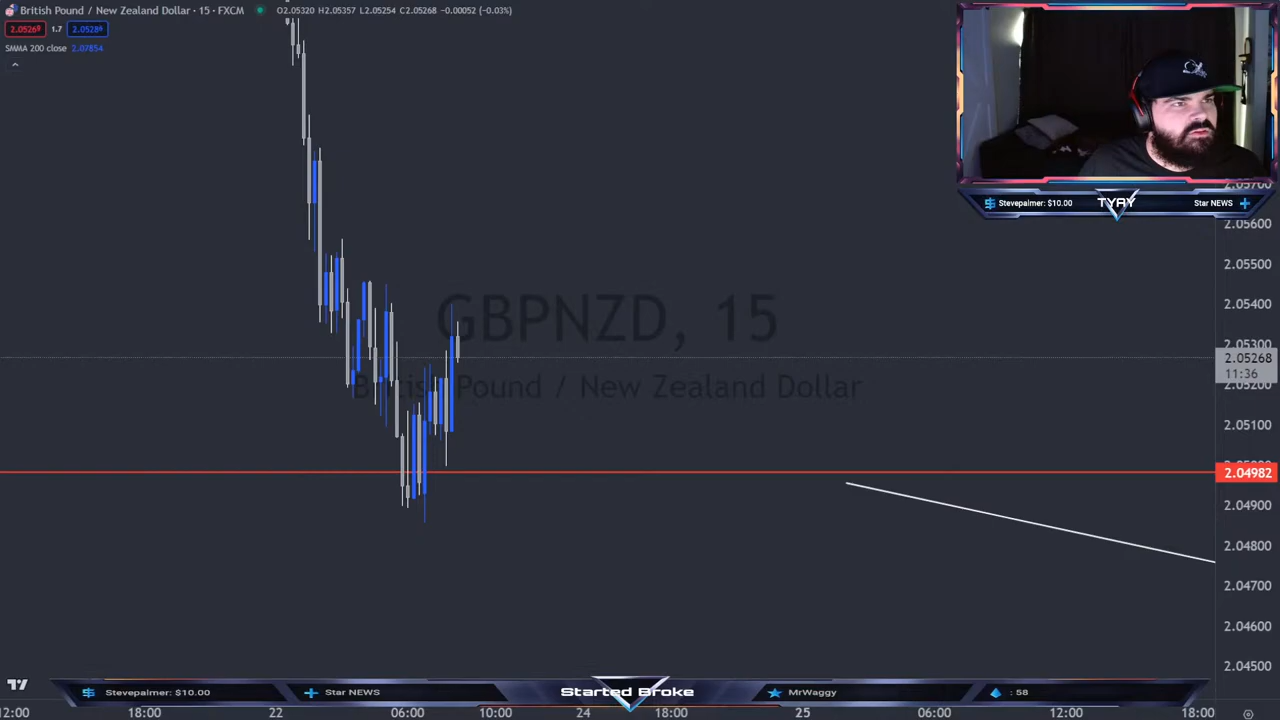 British Pound / New Zealand Dollar · 15 · FXCM O2.05320 H2.05357 L2.05254 C2.05268 -0.00052 (-0.03%)
2.05268 1.7 2.05285
SMMA 200 close 2.07854
Stevepalmer: $10.00 TYAY Star NEWS
2.05700
2.05600
2.05500
2.05400
2.05300
2.05268
11:36
2.05200
2.05100
2.04982
2.04900
2.04800
2.04700
2.04600
2.04500
GBPNZD, 15
British Pound / New Zealand Dollar
Stevepalmer: $10.00 Star NEWS Started Broke MrWaggy : 58
12:00 18:00 22 06:00 10:00 24 18:00 25 06:00 12:00 18:00